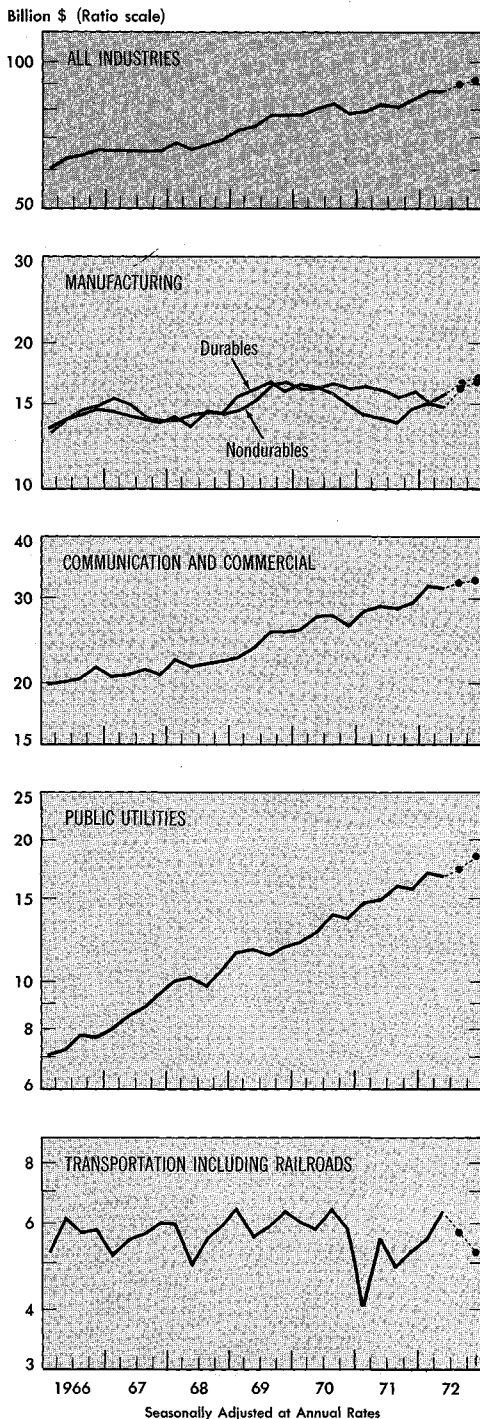 Billion $ (Ratio scale)
ALL INDUSTRIES
100
50
MANUFACTURING
30
20
15
10
Durables
Nondurables
COMMUNICATION AND COMMERCIAL
40
30
20
15
PUBLIC UTILITIES
25
20
15
10
8
6
TRANSPORTATION INCLUDING RAILROADS
8
6
4
3
1966 67 68 69 70 71 72
Seasonally Adjusted at Annual Rates